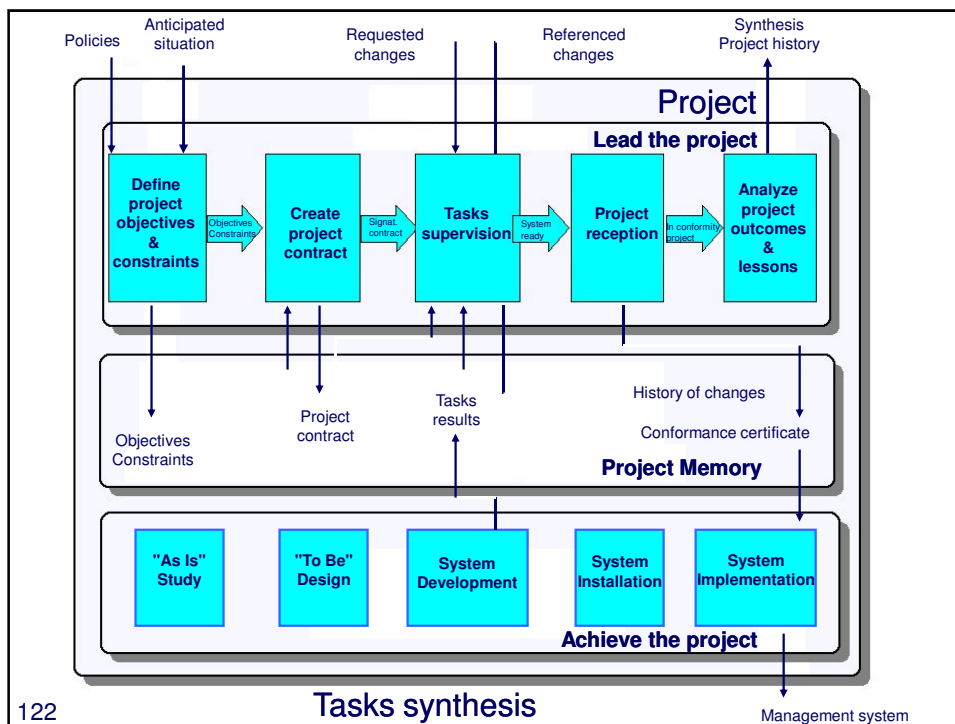 Policies
Anticipated
situation
Requested
changes
Referenced
changes
Synthesis
Project history
Project
Lead the project
Define
project
objectives
&
constraints
Objectives
Constraints
Create
project
contract
Signat.
contract
Tasks
supervision
System
ready
Project
reception
In conformity
project
Analyze
project
outcomes
&
lessons
Objectives
Constraints
Project
contract
Tasks
results
History of changes
Conformance certificate
Project Memory
"As Is"
Study
"To Be"
Design
System
Development
System
Installation
System
Implementation
Achieve the project
122
Tasks synthesis
Management system